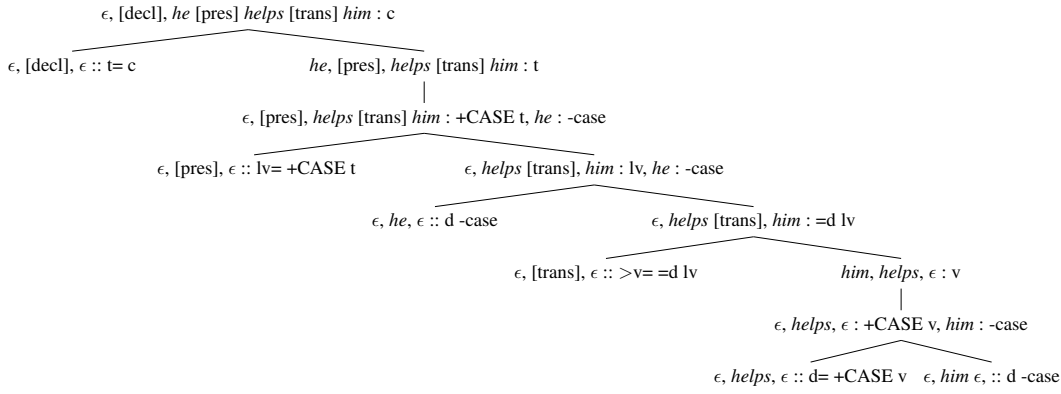 ϵ, [decl], he [pres] helps [trans] him : c
ϵ, [decl], ϵ :: t= c he, [pres], helps [trans] him : t
ϵ, [pres], helps [trans] him : +CASE t, he : -case
ϵ, [pres], ϵ :: lv= +CASE t ϵ, helps [trans], him : lv, he : -case
ϵ, he, ϵ :: d -case ϵ, helps [trans], him : =d lv
ϵ, [trans], ϵ :: >v= =d lv him, helps, ϵ : v
ϵ, helps, ϵ : +CASE v, him : -case
ϵ, helps, ϵ :: d= +CASE v ϵ, him ϵ, :: d -case